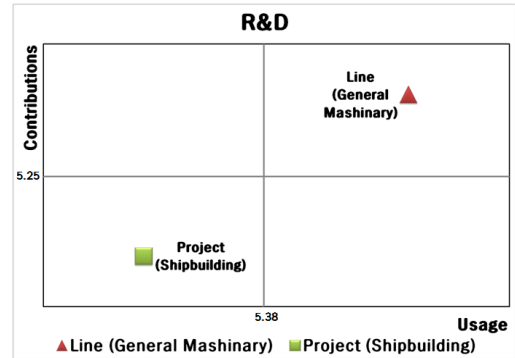 R&D
Contributions
Line
(General
Mashinary)
5.25
Project
(Shipbuilding)
5.38
Usage
Line (General Mashinary) Project (Shipbuilding)